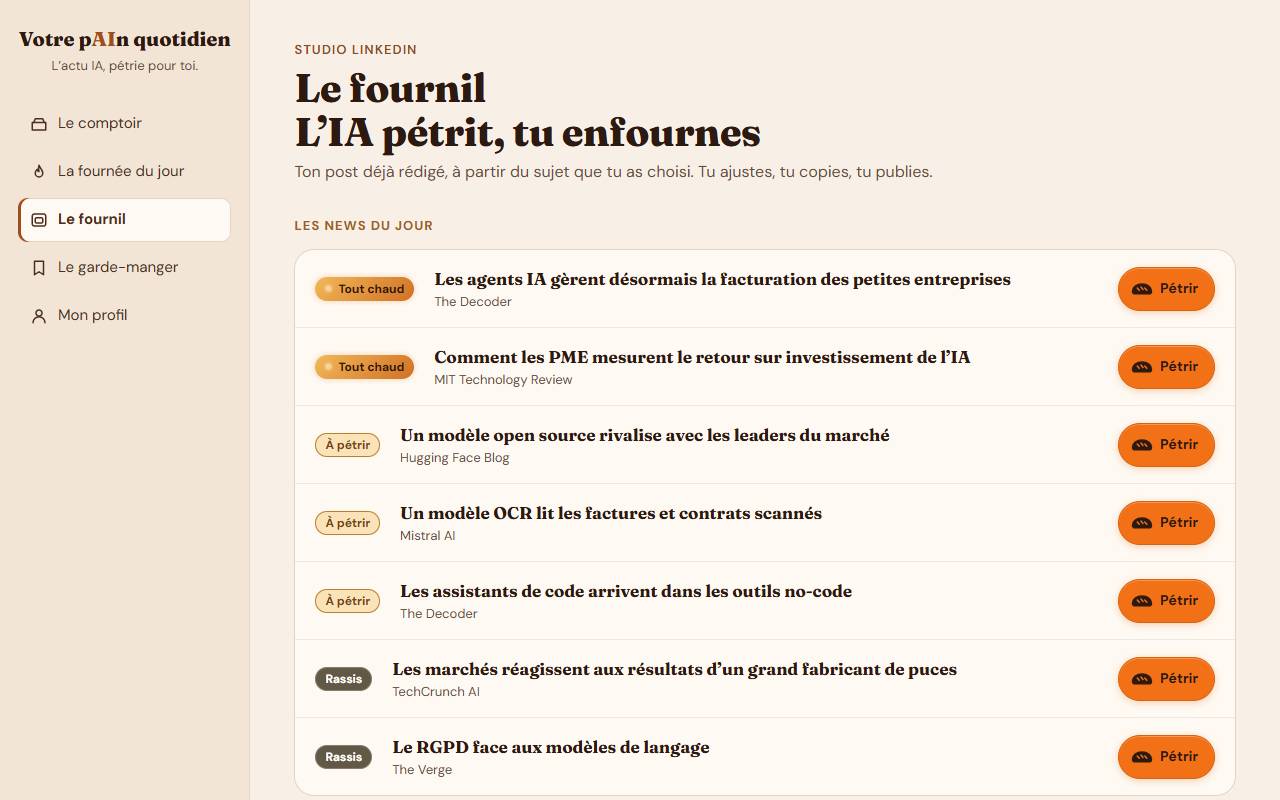 Votre pAIn quotidien
L’actu IA, pétrie pour toi.
Le comptoir
La fournée du jour
Le fournil
Le garde-manger
Mon profil
STUDIO LINKEDIN
Le fournil
L’IA pétrit, tu enfournes
Ton post déjà rédigé, à partir du sujet que tu as choisi. Tu ajustes, tu copies, tu publies.
LES NEWS DU JOUR
Tout chaud
Les agents IA gèrent désormais la facturation des petites entreprises
The Decoder
Pétrir
Tout chaud
Comment les PME mesurent le retour sur investissement de l’IA
MIT Technology Review
Pétrir
À pétrir
Un modèle open source rivalise avec les leaders du marché
Hugging Face Blog
Pétrir
À pétrir
Un modèle OCR lit les factures et contrats scannés
Mistral AI
Pétrir
À pétrir
Les assistants de code arrivent dans les outils no-code
The Decoder
Pétrir
Rassis
Les marchés réagissent aux résultats d’un grand fabricant de puces
TechCrunch AI
Pétrir
Rassis
Le RGPD face aux modèles de langage
The Verge
Pétrir